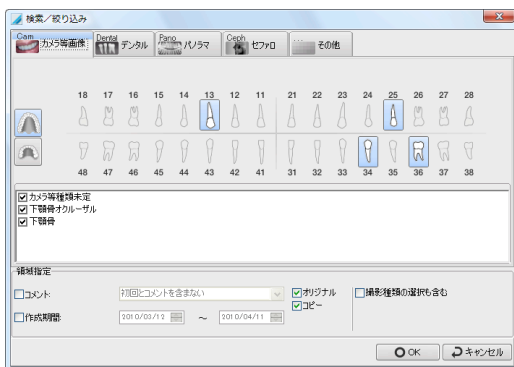 検索／絞り込み
Cam カメラ等画像 Dental デンタル Pano パノラマ Ceph セファロ その他
18 17 16 15 14 13 12 11 21 22 23 24 25 26 27 28
48 47 46 45 44 43 42 41 31 32 33 34 35 36 37 38
カメラ等種類未定
下顎骨オクルーザル
下顎骨
領域指定
コメント: 初回とコメントを含まない オリジナル 撮影種類の選択も含む
コピー
作成期間: 2010/03/12 ～ 2010/04/11
OK キャンセル